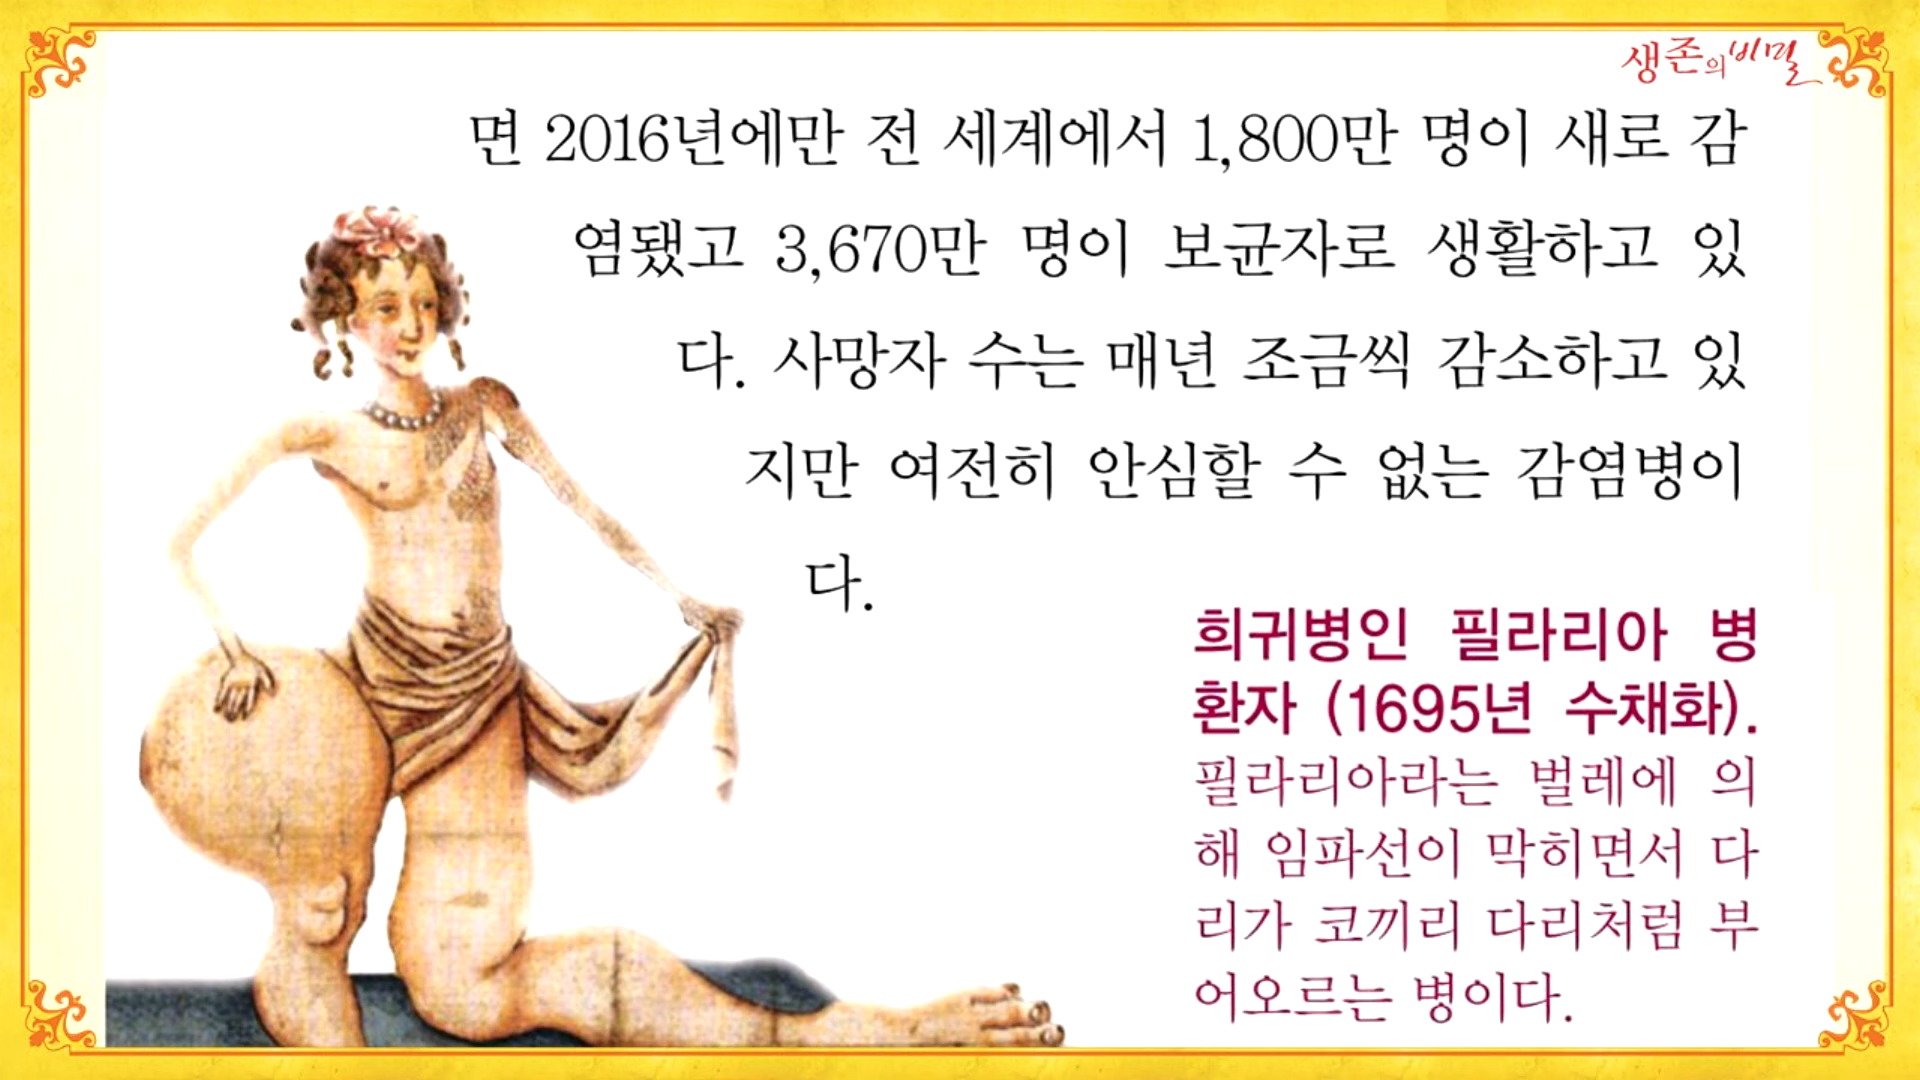 생존의 비밀
면 2016년에만 전 세계에서 1,800만 명이 새로 감
염됐고 3,670만 명이 보균자로 생활하고 있
다. 사망자 수는 매년 조금씩 감소하고 있
지만 여전히 안심할 수 없는 감염병이
다.
희귀병인 필라리아 병
환자 (1695년 수채화).
필라리아라는 벌레에 의
해 임파선이 막히면서 다
리가 코끼리 다리처럼 부
어오르는 병이다.